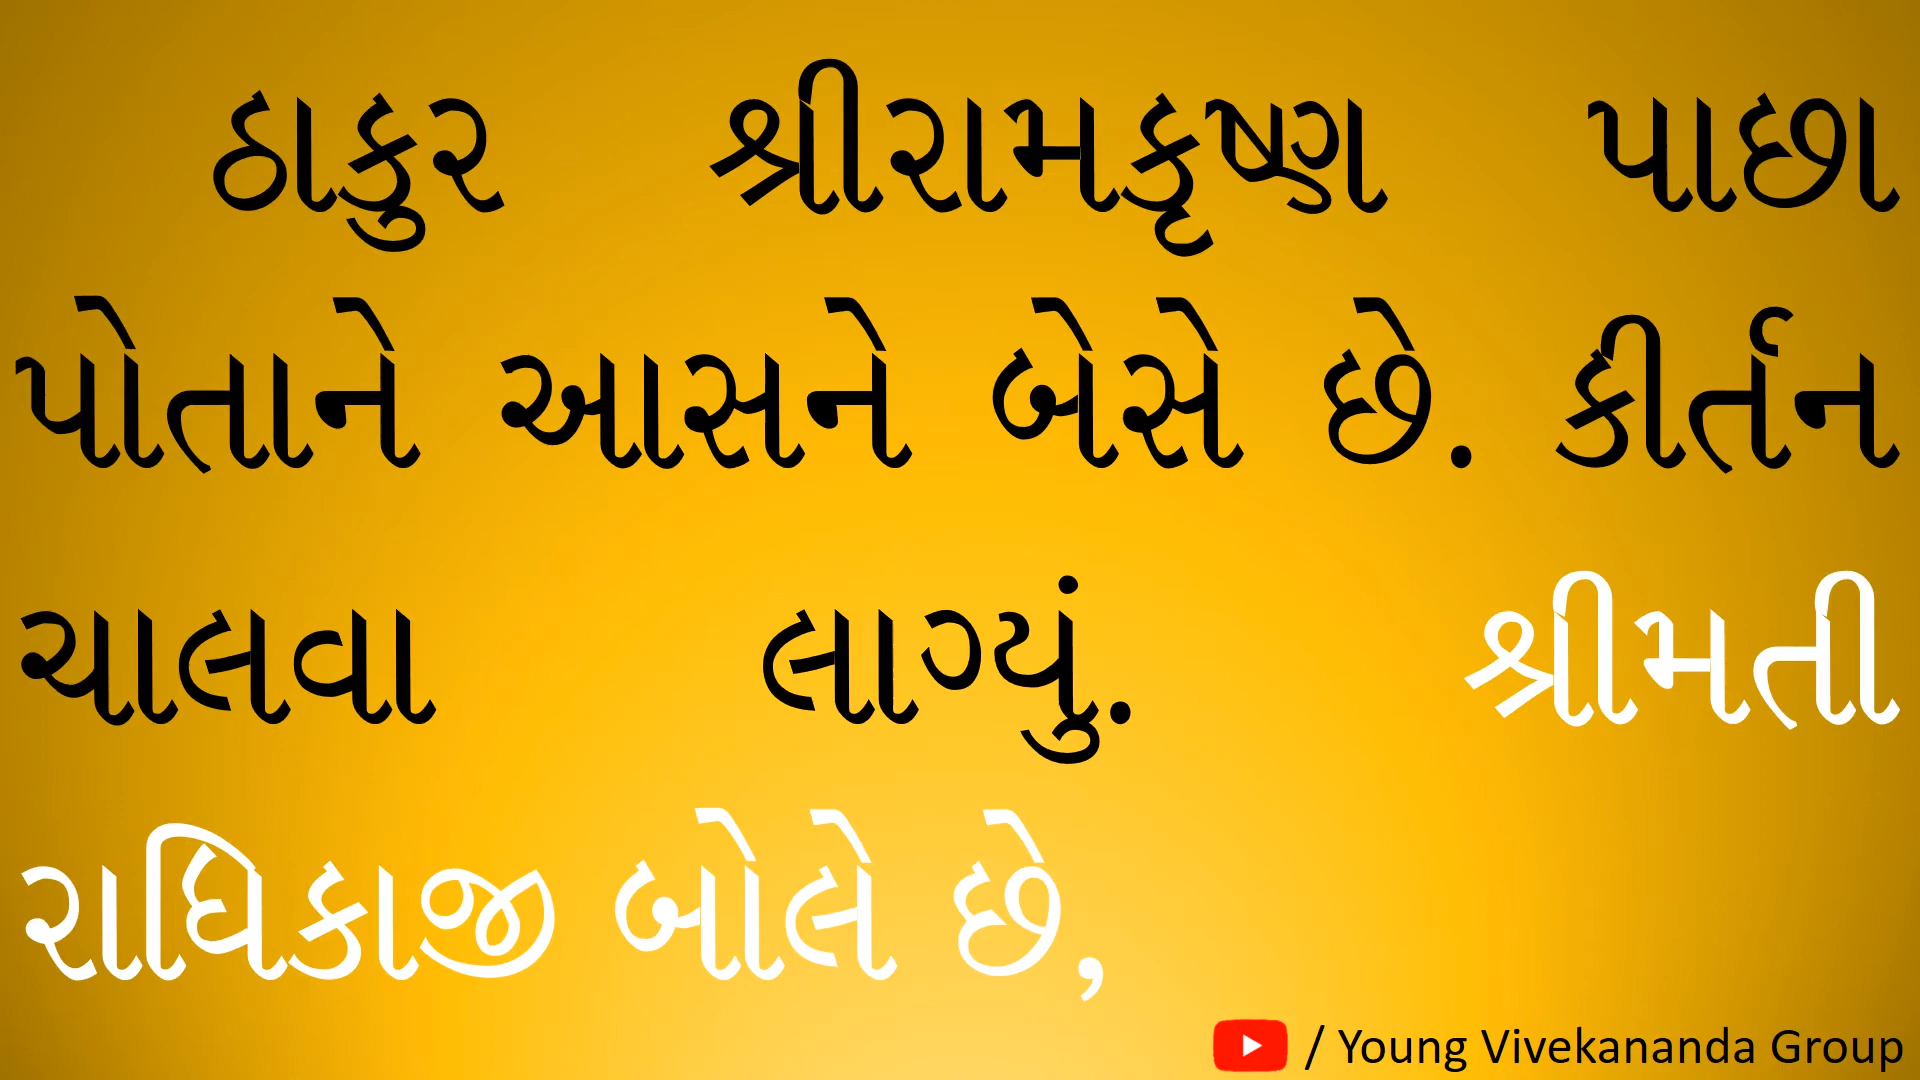 ઠાકુર શ્રીરામકૃષ્ણ પાછા
પોતાને આસને બેસે છે. કીર્તન
ચાલવા લાગ્યું. શ્રીમતી
રાધિકાજી બોલે છે,
/ Young Vivekananda Group